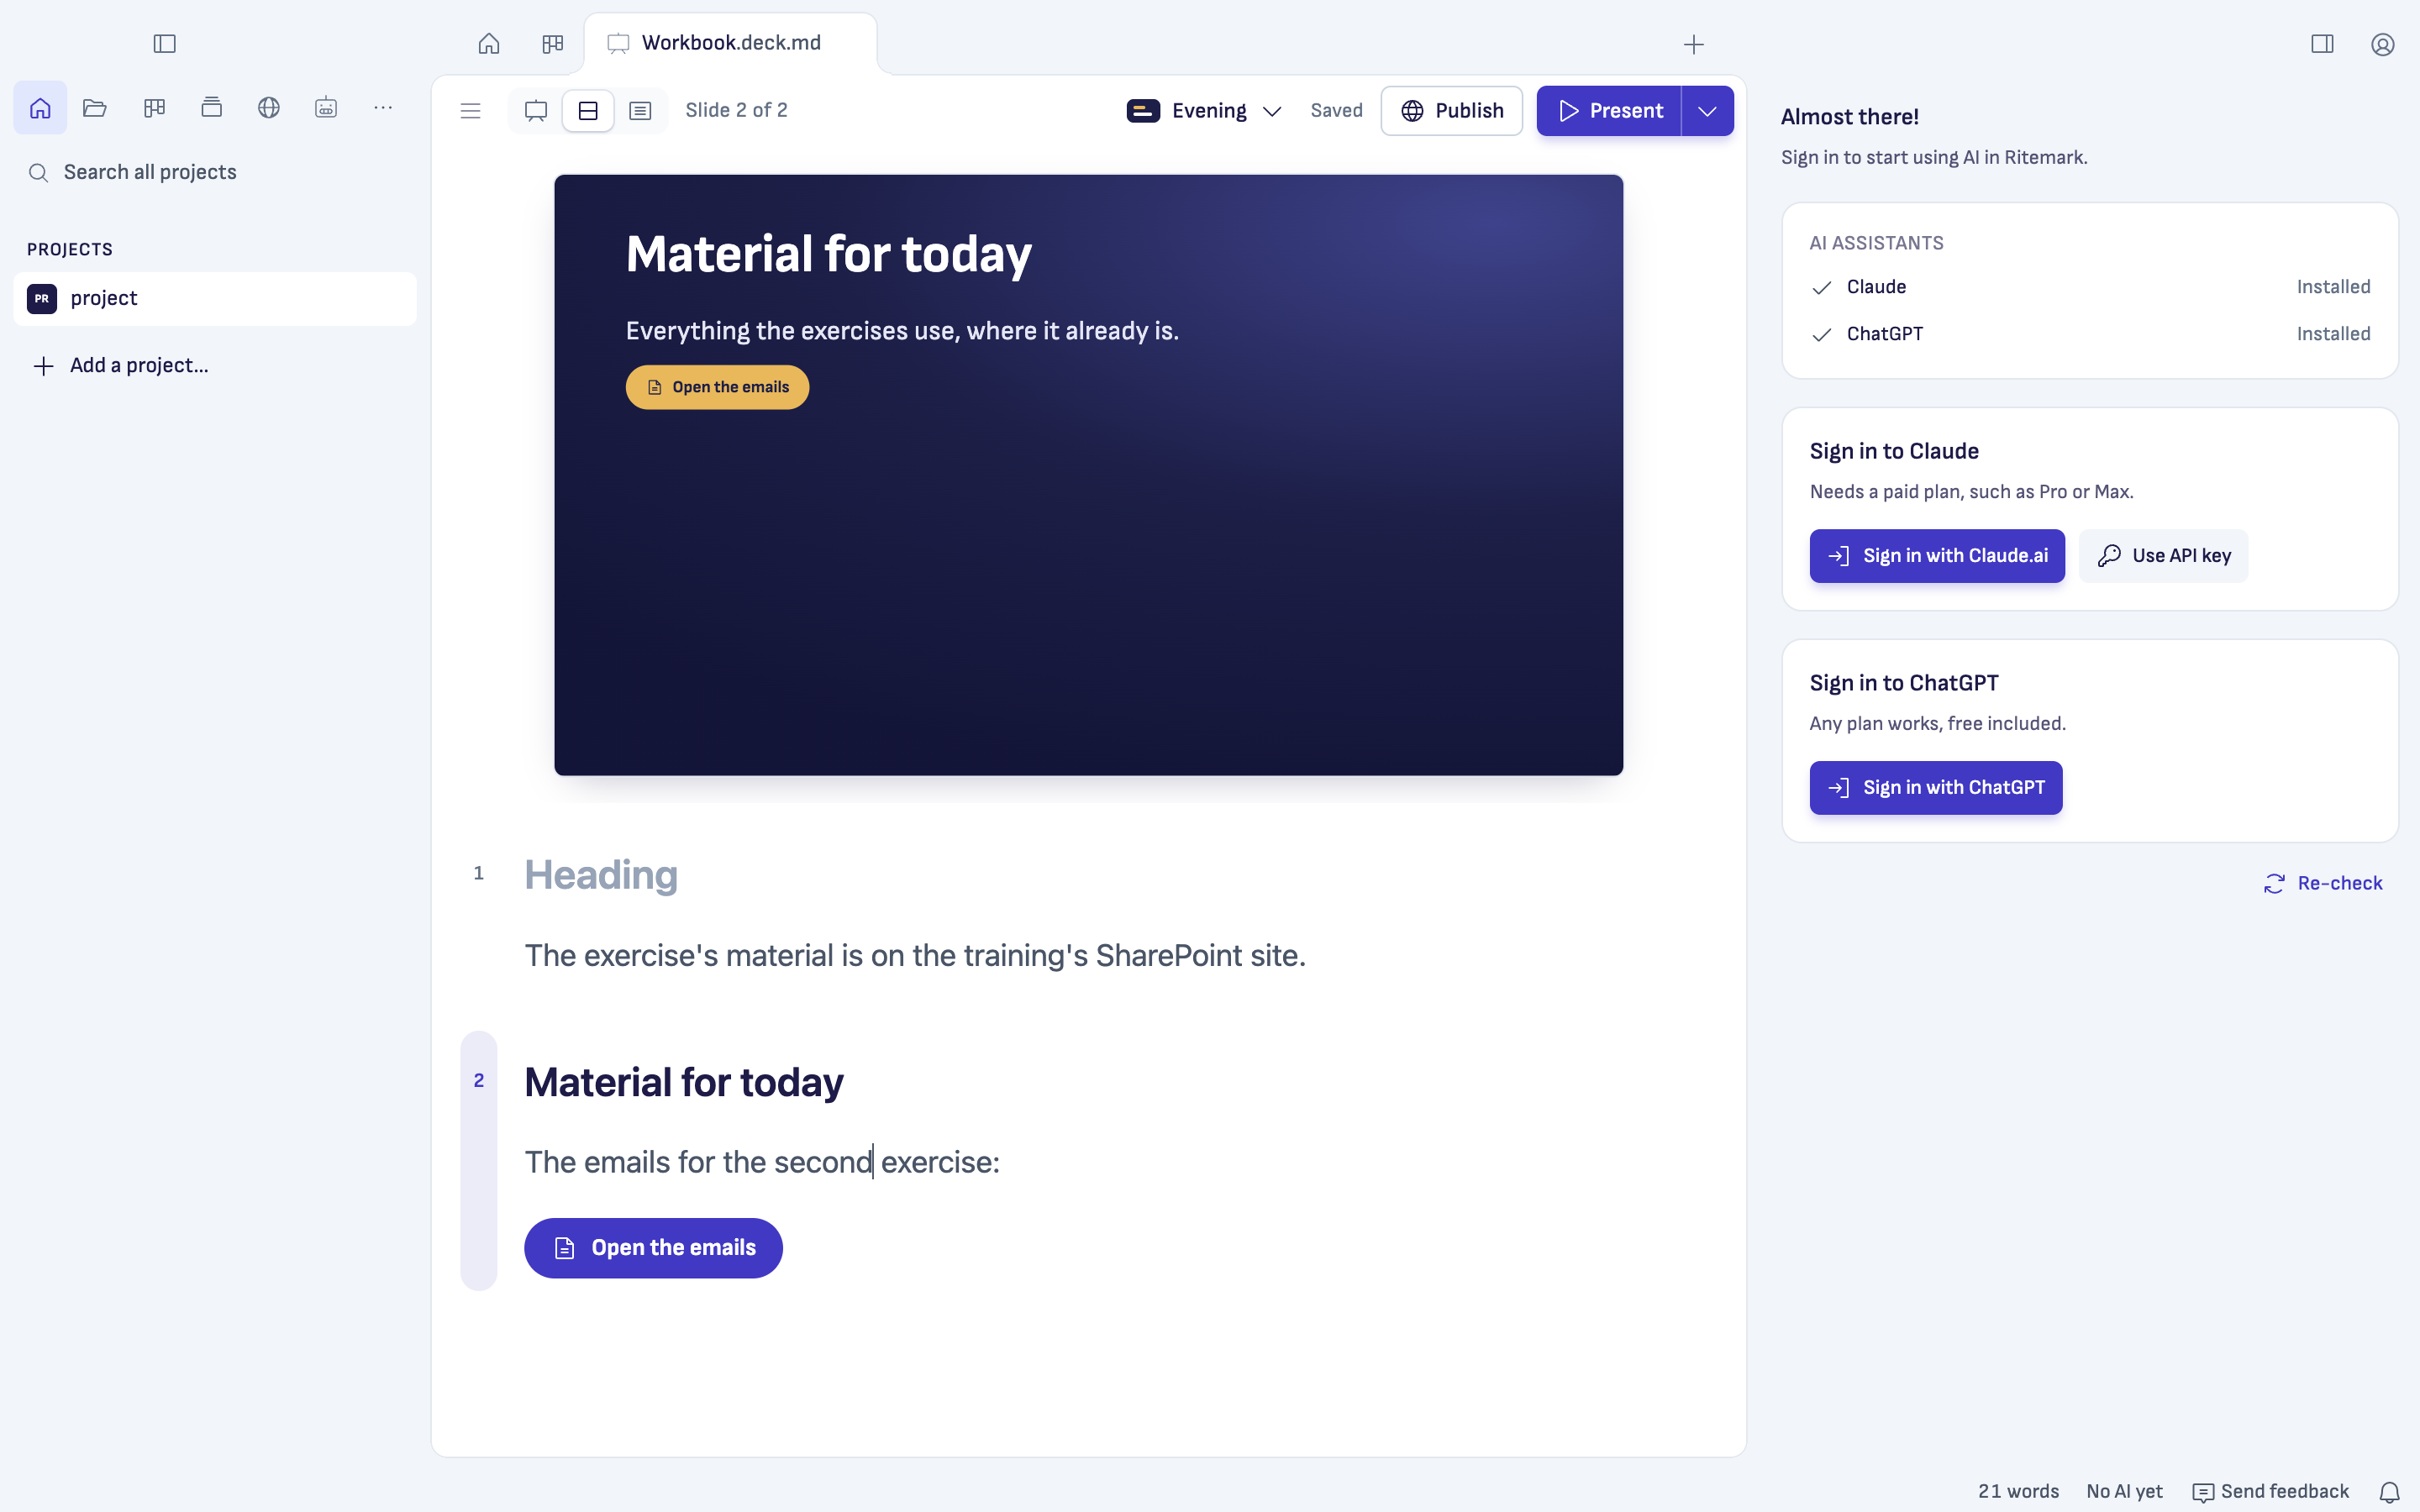 Workbook.deck.md
Search all projects
PROJECTS
PR project
Add a project...
Slide 2 of 2
Evening
Saved
Publish
Present
Material for today
Everything the exercises use, where it already is.
Open the emails
1
Heading
The exercise's material is on the training's SharePoint site.
2
Material for today
The emails for the second exercise:
Open the emails
Almost there!
Sign in to start using AI in Ritemark.
AI ASSISTANTS
Claude Installed
ChatGPT Installed
Sign in to Claude
Needs a paid plan, such as Pro or Max.
Sign in with Claude.ai
Use API key
Sign in to ChatGPT
Any plan works, free included.
Sign in with ChatGPT
Re-check
21 words
No AI yet
Send feedback